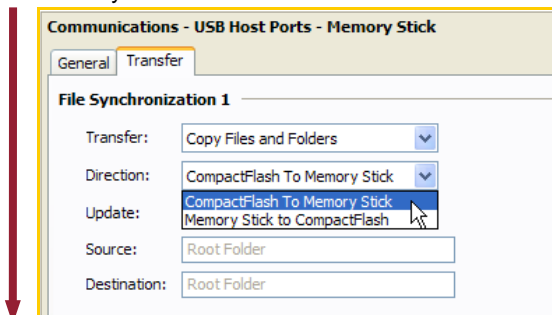 Communications - USB Host Ports - Memory Stick
General Transfer
File Synchronization 1
Transfer: Copy Files and Folders
Direction: CompactFlash To Memory Stick
CompactFlash To Memory Stick
Update: Memory Stick to CompactFlash
Source: Root Folder
Destination: Root Folder